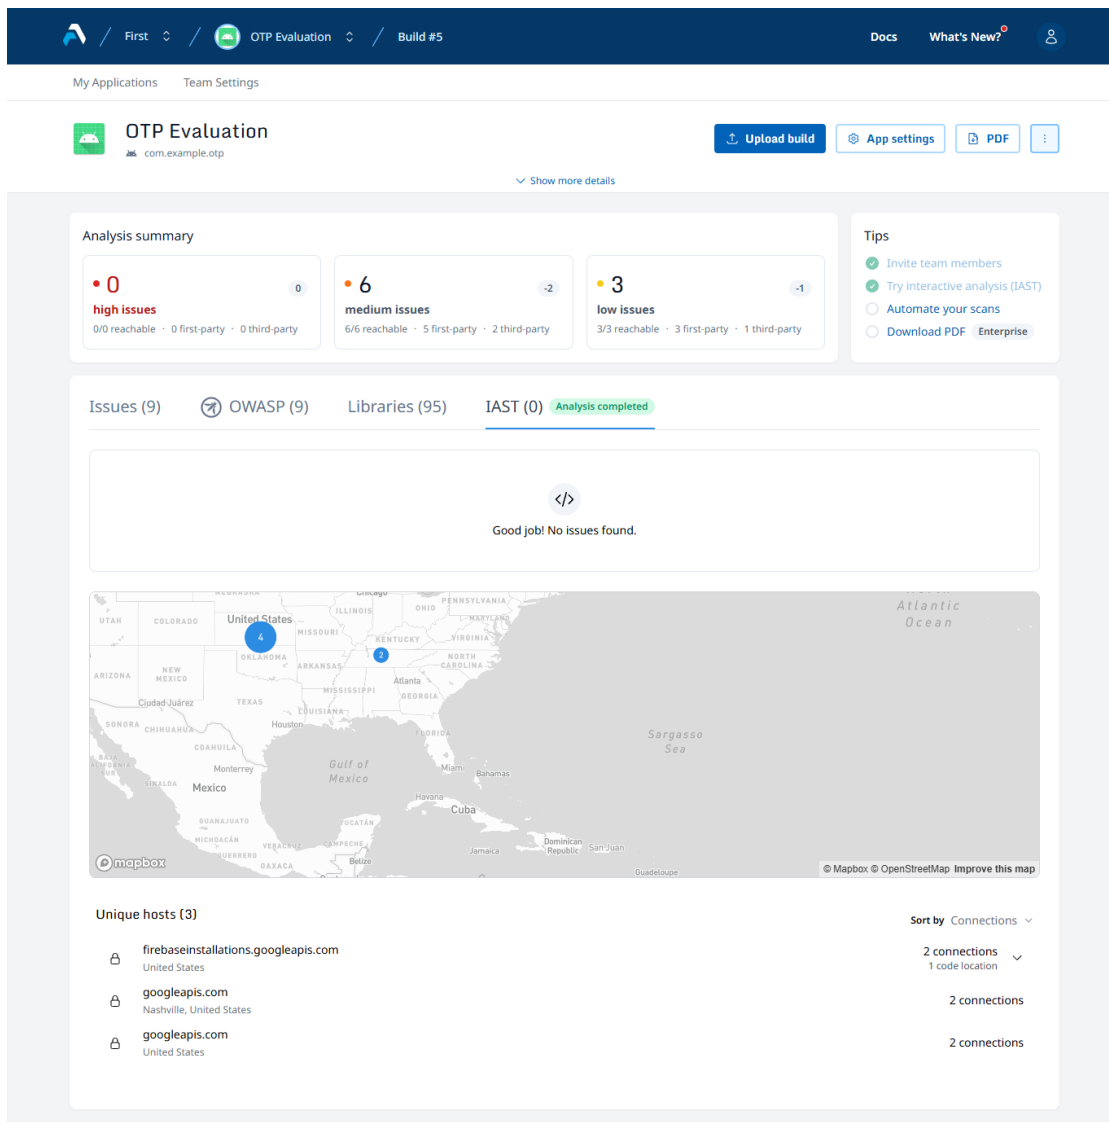 First
OTP Evaluation
Build #5
Docs
What's New?
My Applications
Team Settings
OTP Evaluation
com.example.otp
Upload build
App settings
PDF
Show more details
Analysis summary
0
0
high issues
0/0 reachable · 0 first-party · 0 third-party
6
-2
medium issues
6/6 reachable · 5 first-party · 2 third-party
3
-1
low issues
3/3 reachable · 3 first-party · 1 third-party
Tips
Invite team members
Try interactive analysis (IAST)
Automate your scans
Download PDF Enterprise
Issues (9)
OWASP (9)
Libraries (95)
IAST (0) Analysis completed
</>
Good job! No issues found.
NEBRASKA
Chicago
PENNSYLVANIA
ILLINOIS
OHIO
MARYLAND
UTAH
COLORADO
United States
4
MISSOURI
KENTUCKY
VIRGINIA
2
OKLAHOMA
NORTH
CAROLINA
ARKANSAS
ARIZONA
NEW
MEXICO
Atlanta
MISSISSIPPI
GEORGIA
Ciudad Juárez
TEXAS
LOUISIANA
SONORA
CHIHUAHUA
Houston
FLORIDA
COAHUILA
Monterrey
Gulf of
Mexico
Miami
Bahamas
SINALOA
Mexico
Havana
Cuba
GUANAJUATO
YUCATÁN
MICHOACÁN
VERACRUZ
CAMPECHE
GUERRERO
OAXACA
Belize
Jamaica
Dominican
Republic
San Juan
Guadeloupe
Sargasso
Sea
Atlantic
Ocean
mapbox
© Mapbox © OpenStreetMap Improve this map
Unique hosts (3)
Sort by Connections
firebaseinstallations.googleapis.com
United States
2 connections
1 code location
googleapis.com
Nashville, United States
2 connections
googleapis.com
United States
2 connections